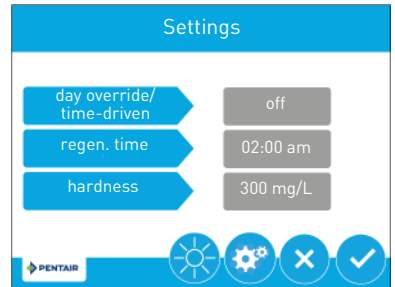 Settings
day override/
time-driven
off
regen. time
02:00 am
hardness
300 mg/L
PENTAIR